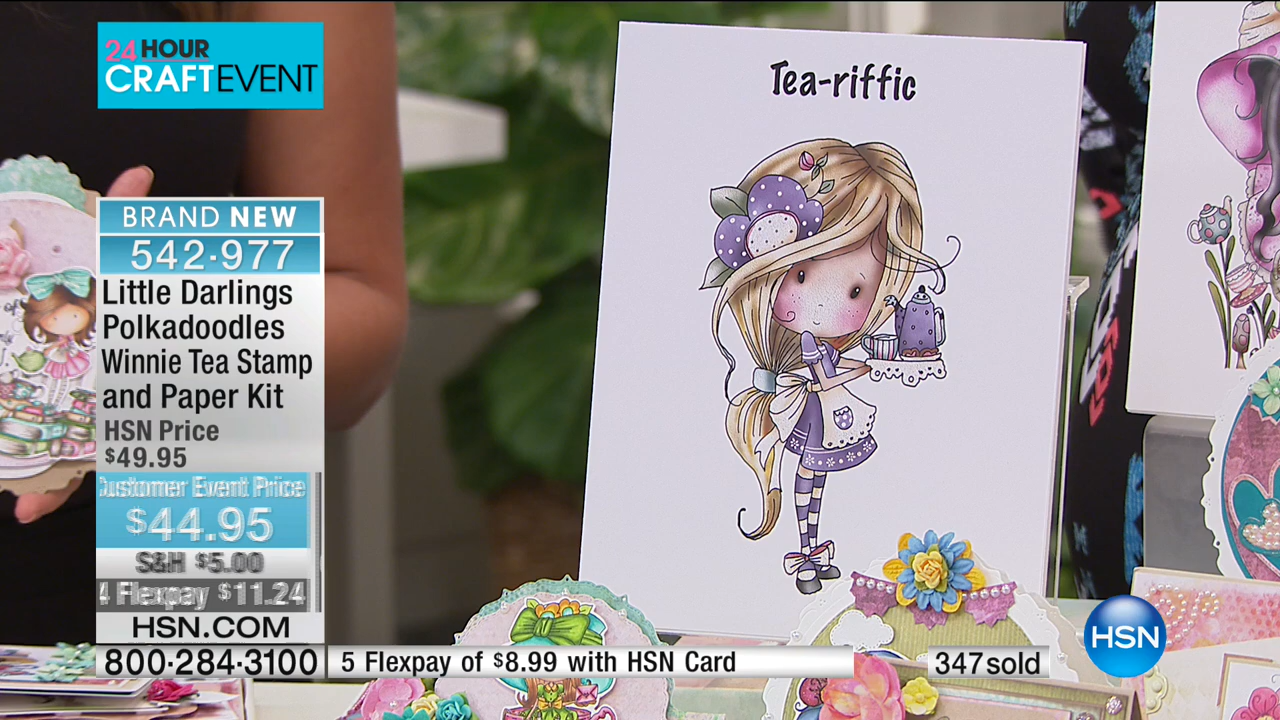 24 HOUR
CRAFT EVENT
Tea-riffic
BRAND NEW
542•977
Little Darlings
Polkadoodles
Winnie Tea Stamp
and Paper Kit
HSN Price
$49.95
Customer Event Price
$44.95
S&H $5.00
4 Flexpay $11.24
HSN.COM
800•284•3100
5 Flexpay of $8.99 with HSN Card
347 sold
HSN